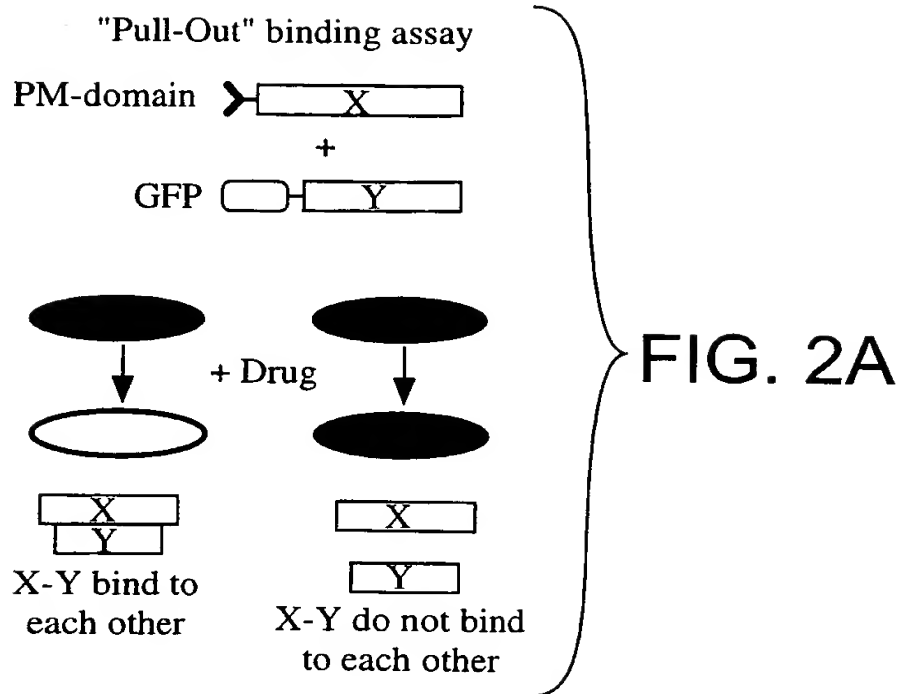 "Pull-Out" binding assay
PM-domain
X
+
GFP
Y
+ Drug
X
Y
X-Y bind to
each other
X
Y
X-Y do not bind
to each other
FIG. 2A